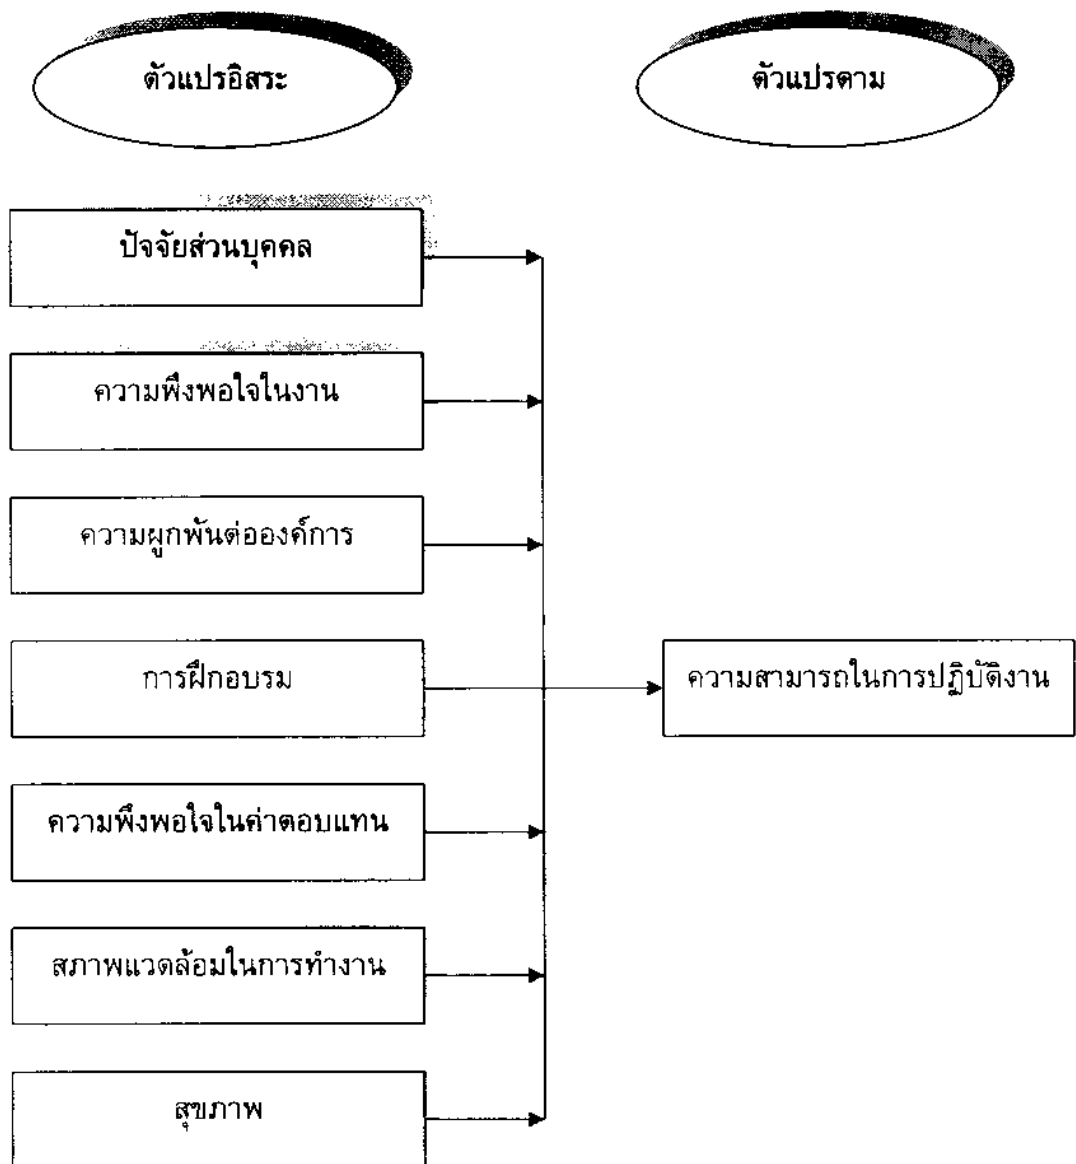 ตัวแปรอิสระ
ตัวแปรตาม
ปัจจัยส่วนบุคคล
ความพึงพอใจในงาน
ความผูกพันต่อองค์การ
การฝึกอบรม
ความสามารถในการปฏิบัติงาน
ความพึงพอใจในค่าตอบแทน
สภาพแวดล้อมในการทำงาน
สุขภาพ